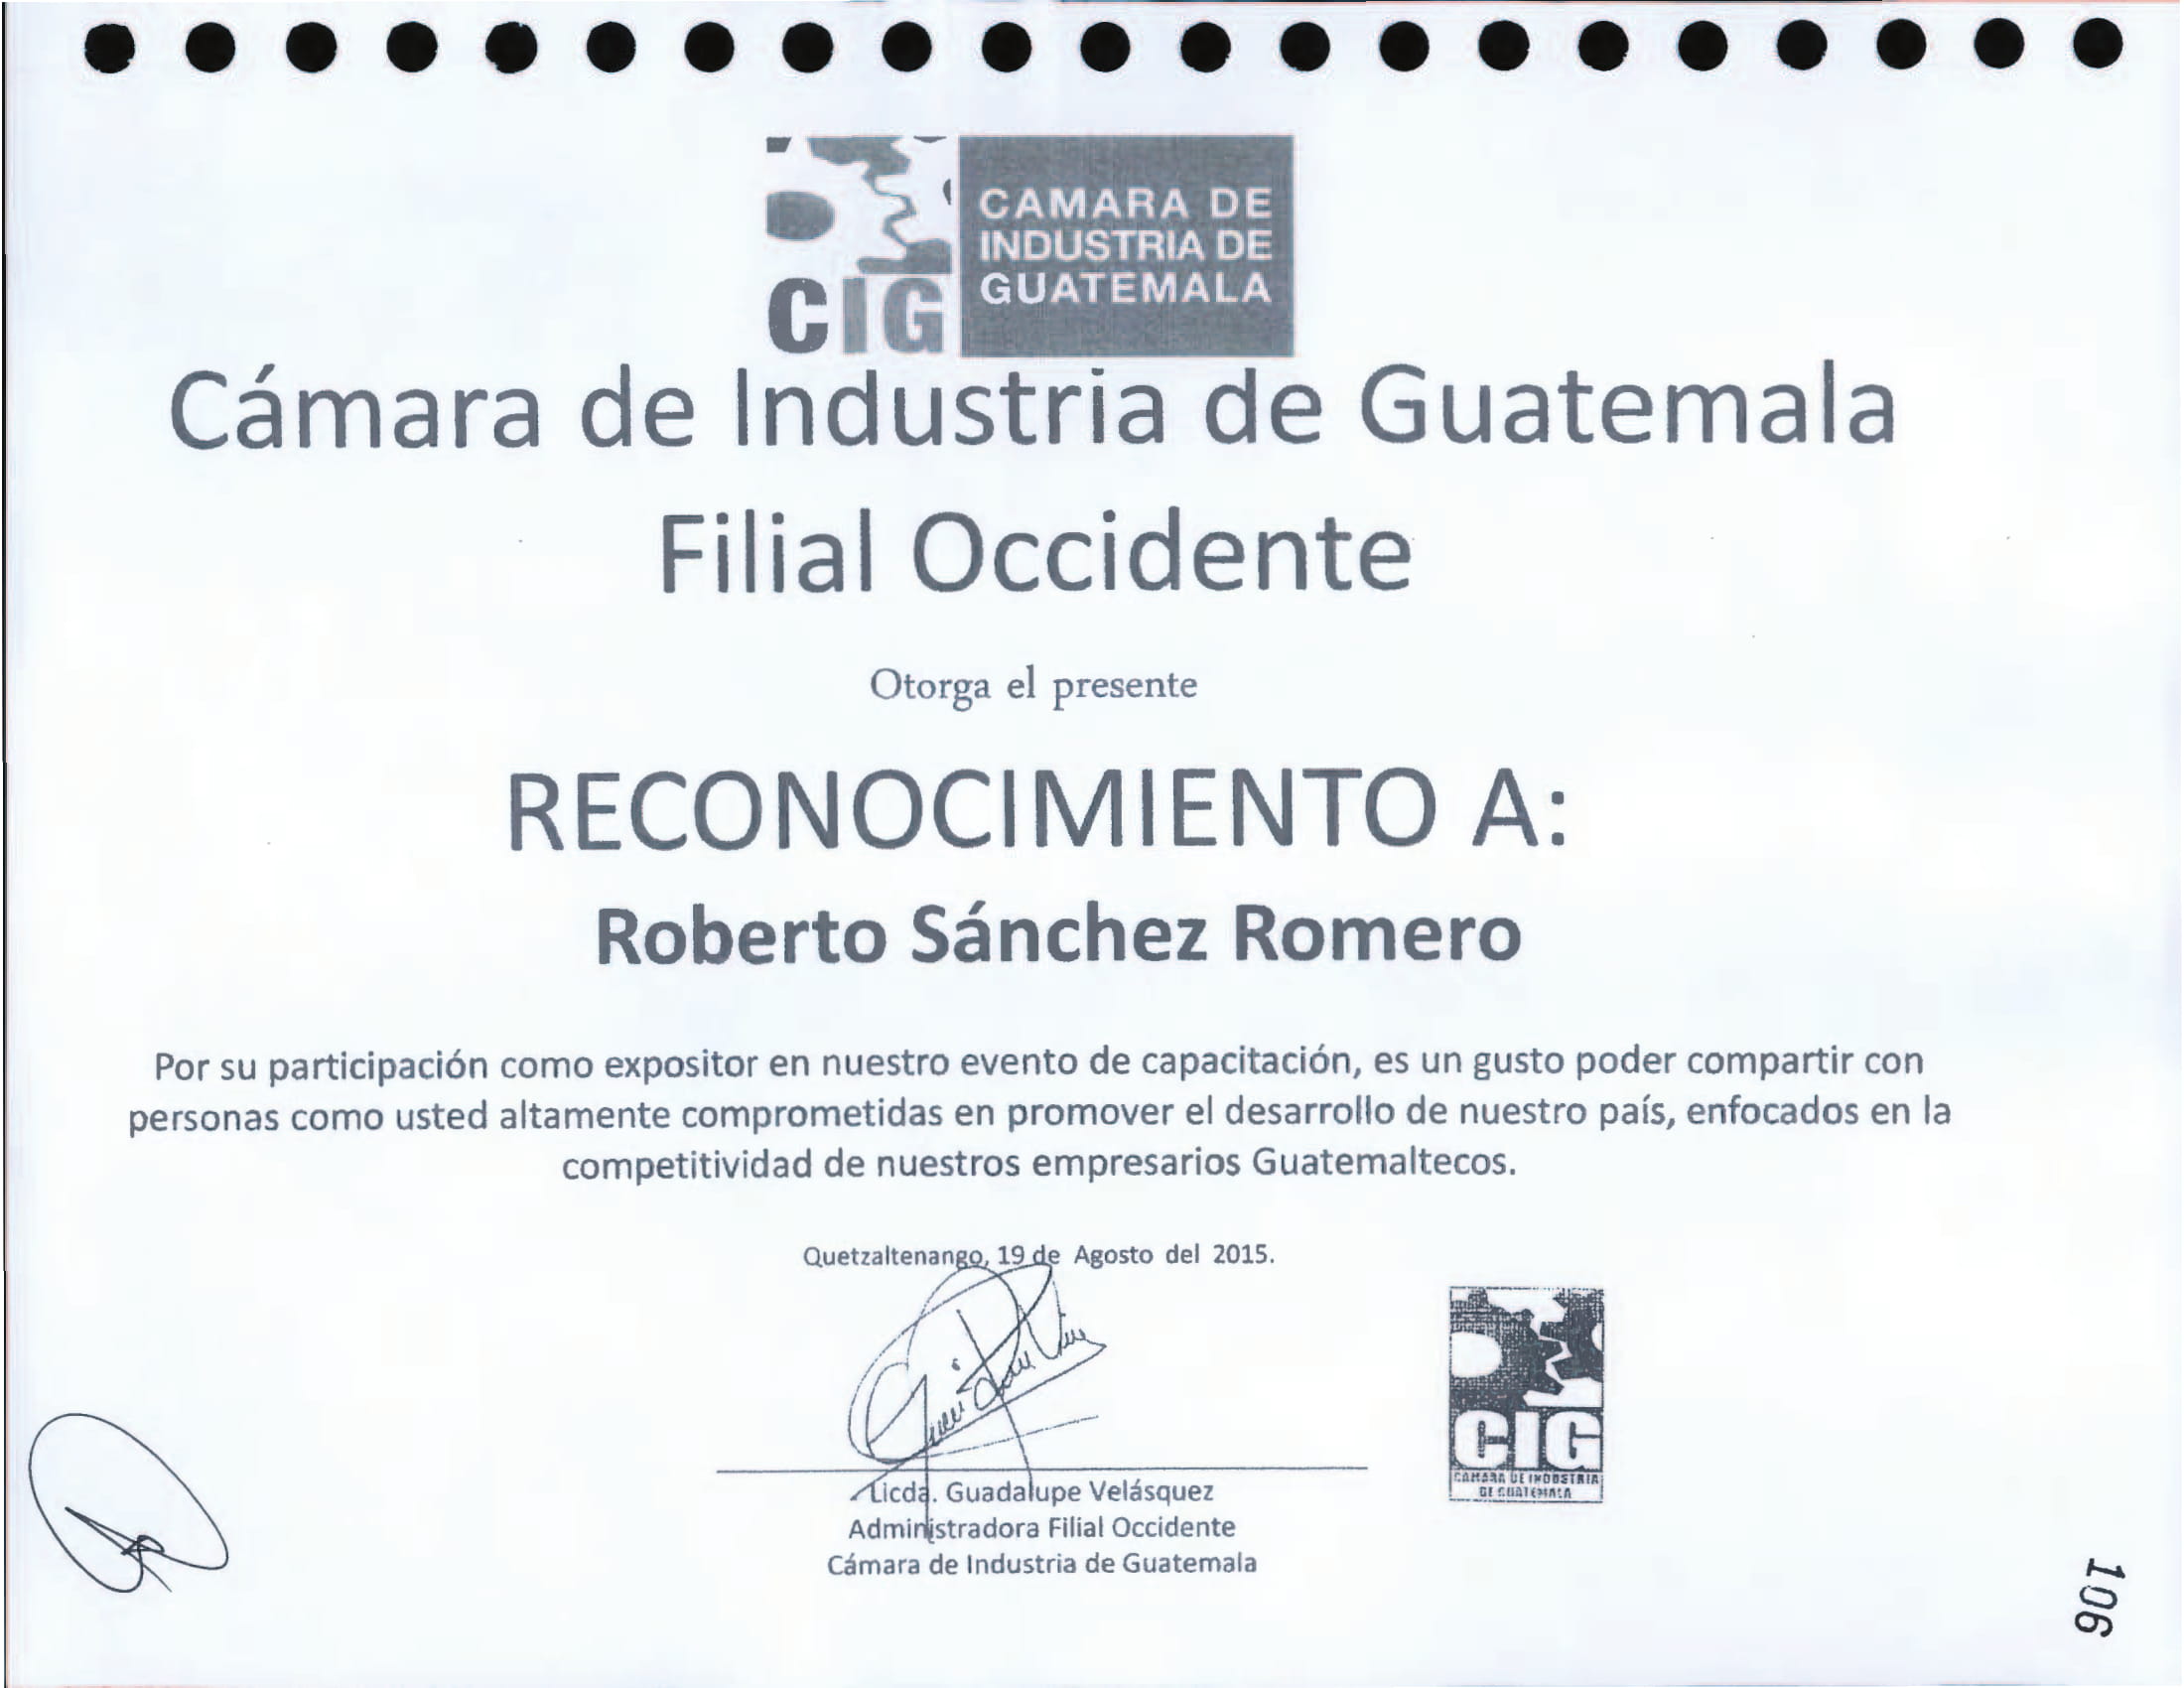 CAMARA DE
INDUSTRIA DE
GUATEMALA
CIG
Cámara de Industria de Guatemala
Filial Occidente
Otorga el presente
RECONOCIMIENTO A:
Roberto Sánchez Romero
Por su participación como expositor en nuestro evento de capacitación, es un gusto poder compartir con
personas como usted altamente comprometidas en promover el desarrollo de nuestro país, enfocados en la
competitividad de nuestros empresarios Guatemaltecos.
Quetzaltenango, 19 de Agosto del 2015.
Licda. Guadalupe Velásquez
Administradora Filial Occidente
Cámara de Industria de Guatemala
CIG
CAMARA DE INDUSTRIA
DE GUATEMALA
106